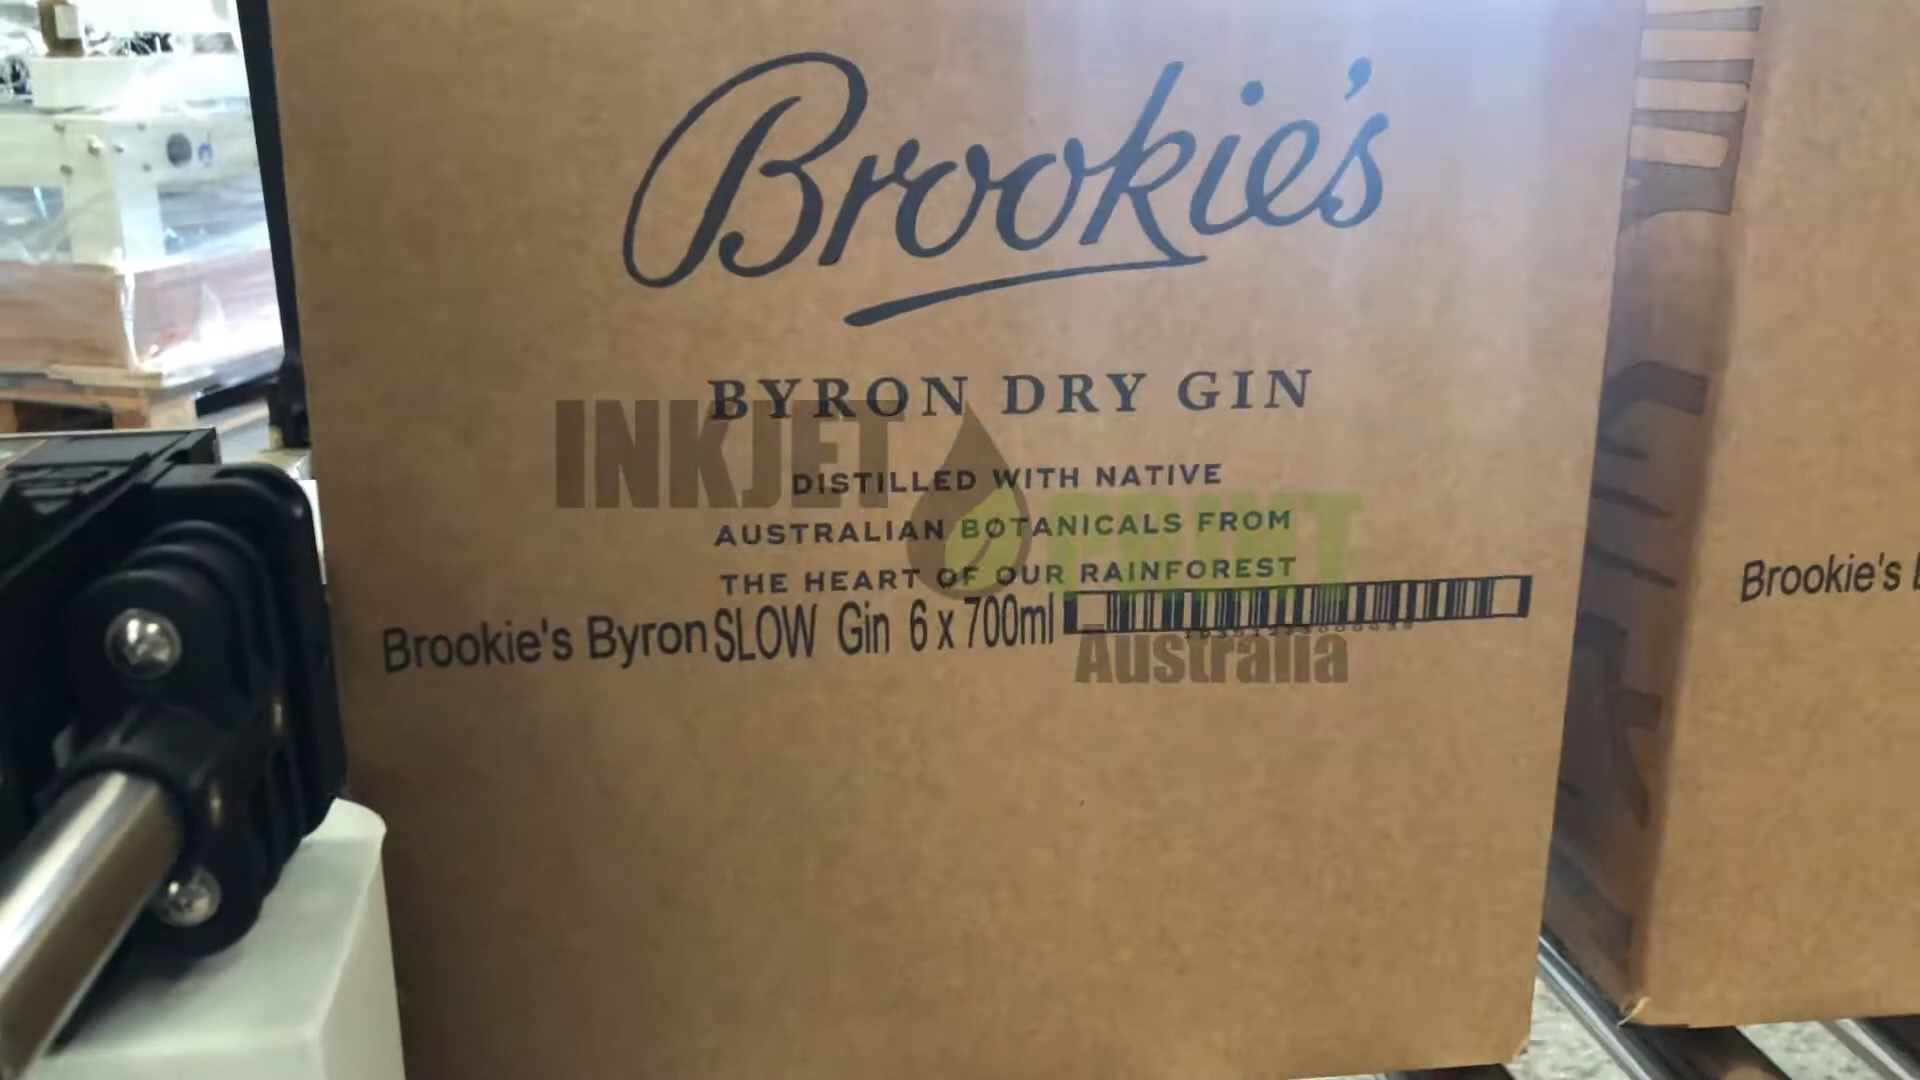 Brookie's
BYRON DRY GIN
INKJET
DISTILLED WITH NATIVE
PRINT
AUSTRALIAN BOTANICALS FROM
THE HEART OF OUR RAINFOREST
Brookie's Byron SLOW Gin 6 x 700ml
Australia
Brookie's